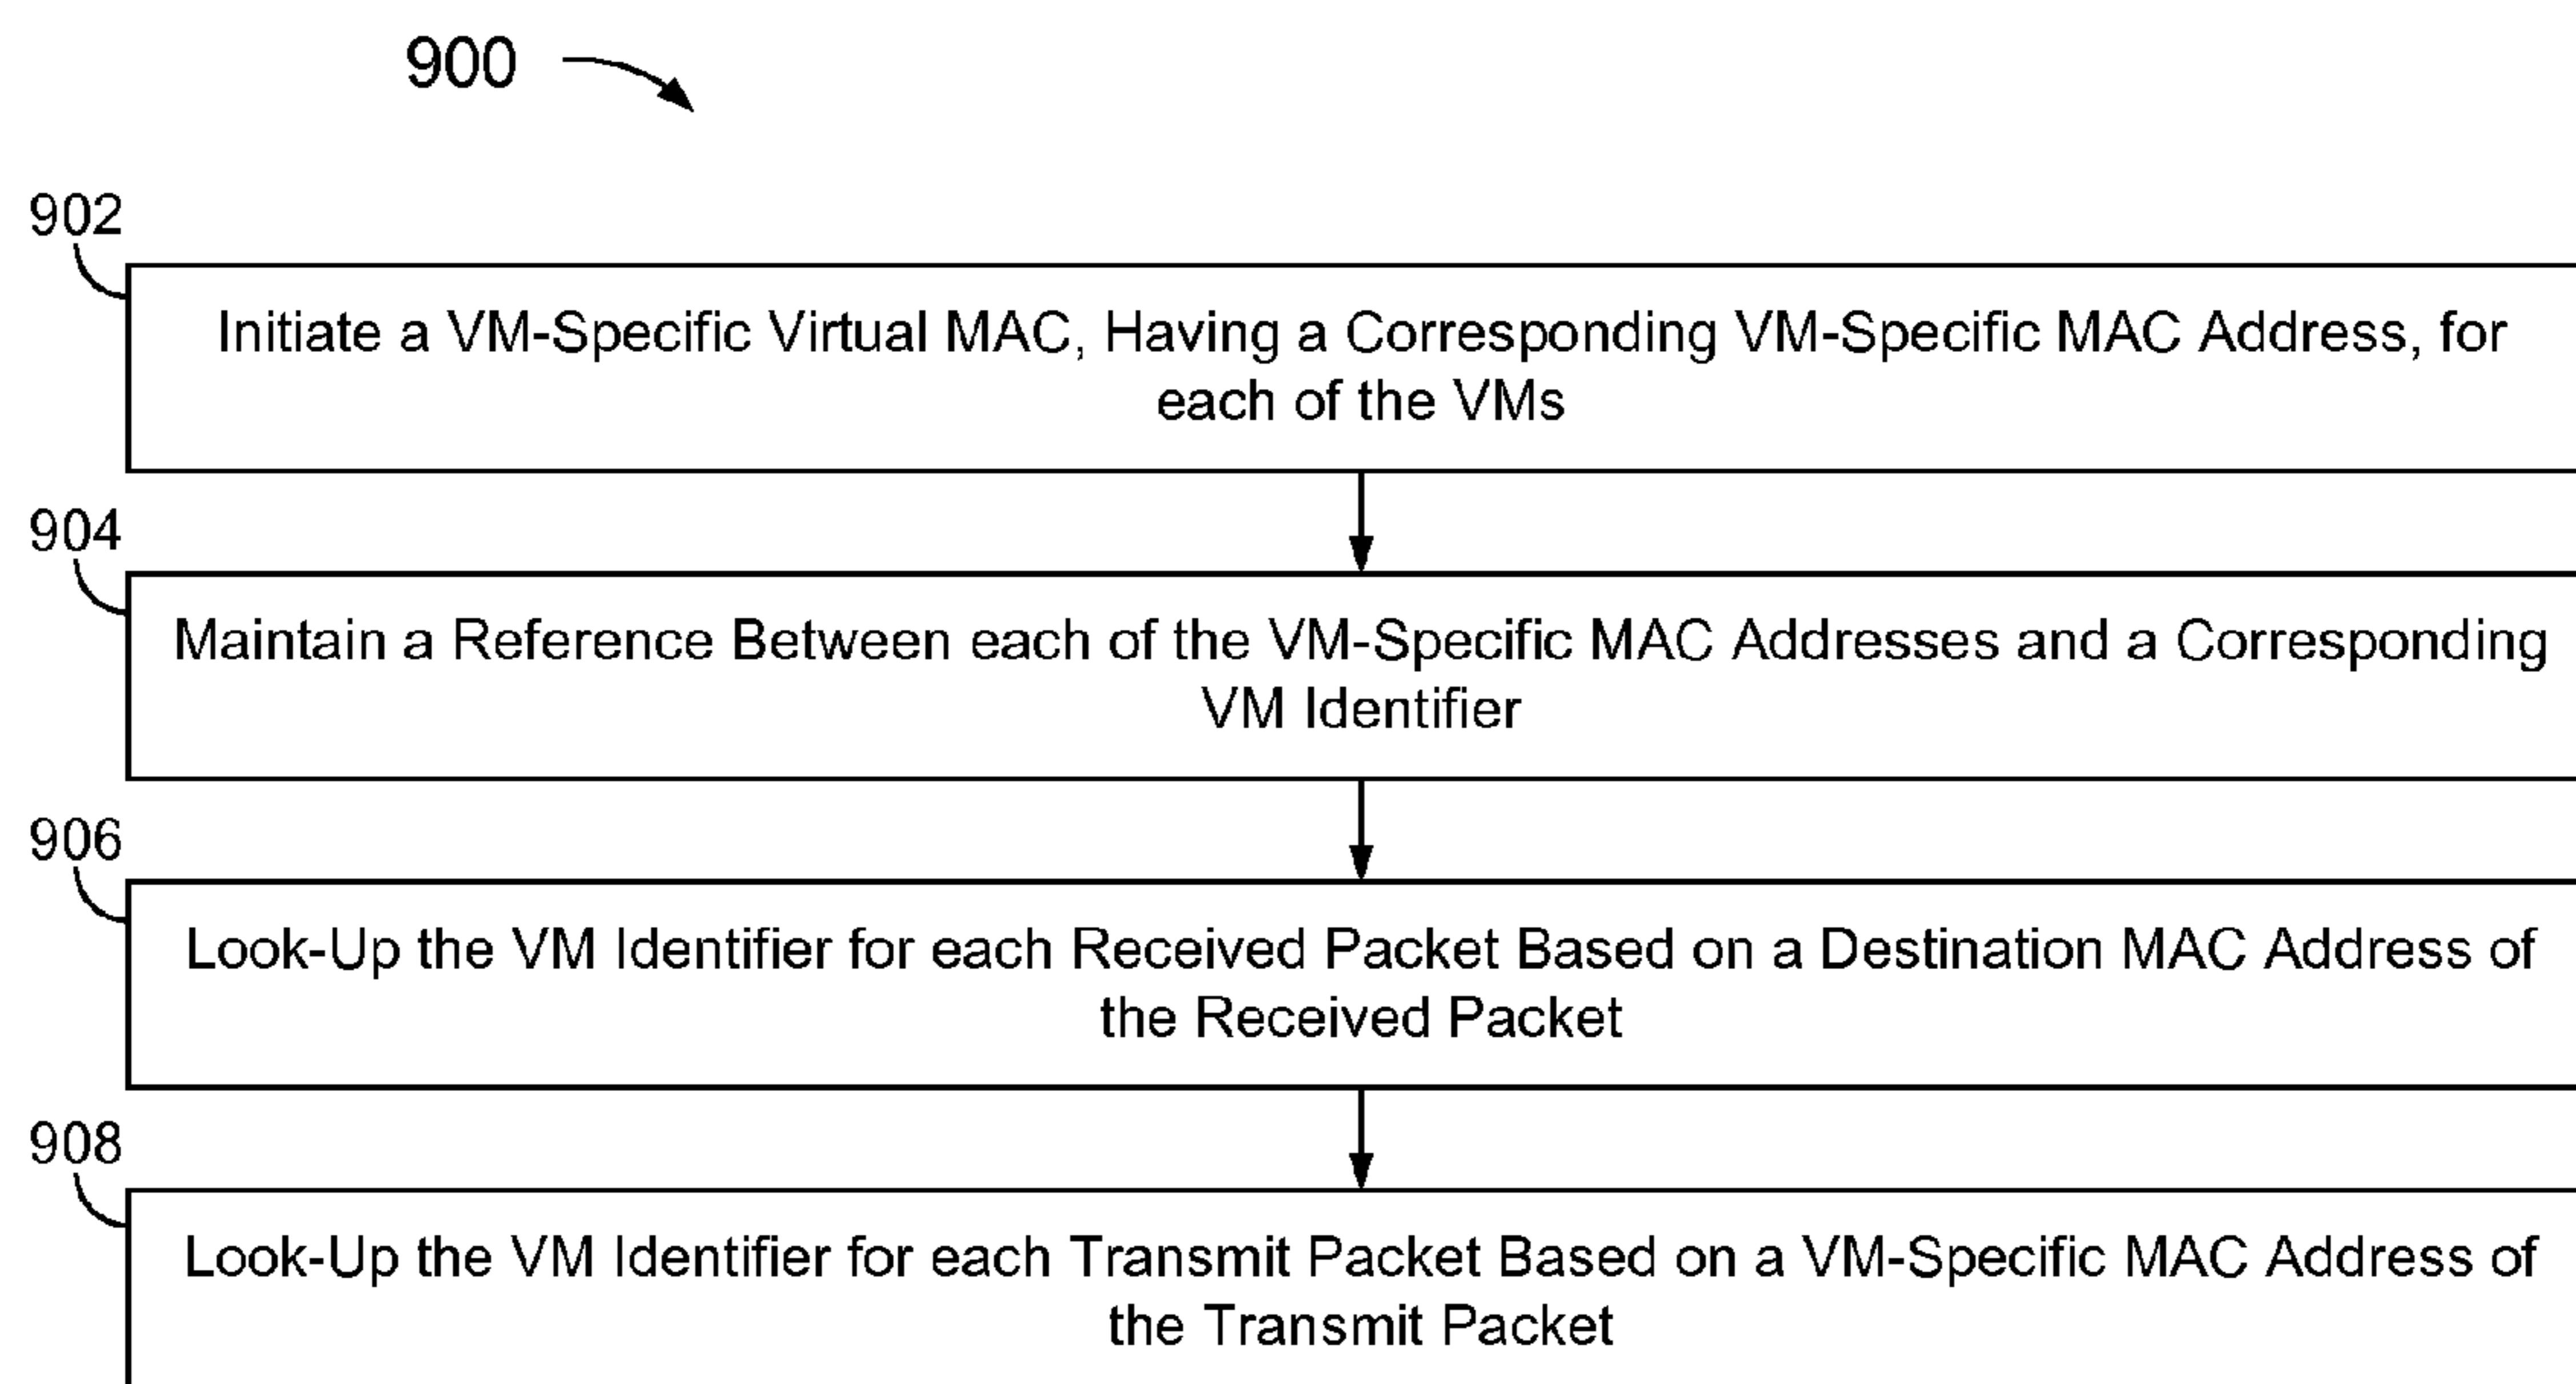 900
902
Initiate a VM-Specific Virtual MAC, Having a Corresponding VM-Specific MAC Address, for
each of the VMs
904
Maintain a Reference Between each of the VM-Specific MAC Addresses and a Corresponding
VM Identifier
906
Look-Up the VM Identifier for each Received Packet Based on a Destination MAC Address of
the Received Packet
908
Look-Up the VM Identifier for each Transmit Packet Based on a VM-Specific MAC Address of
the Transmit Packet